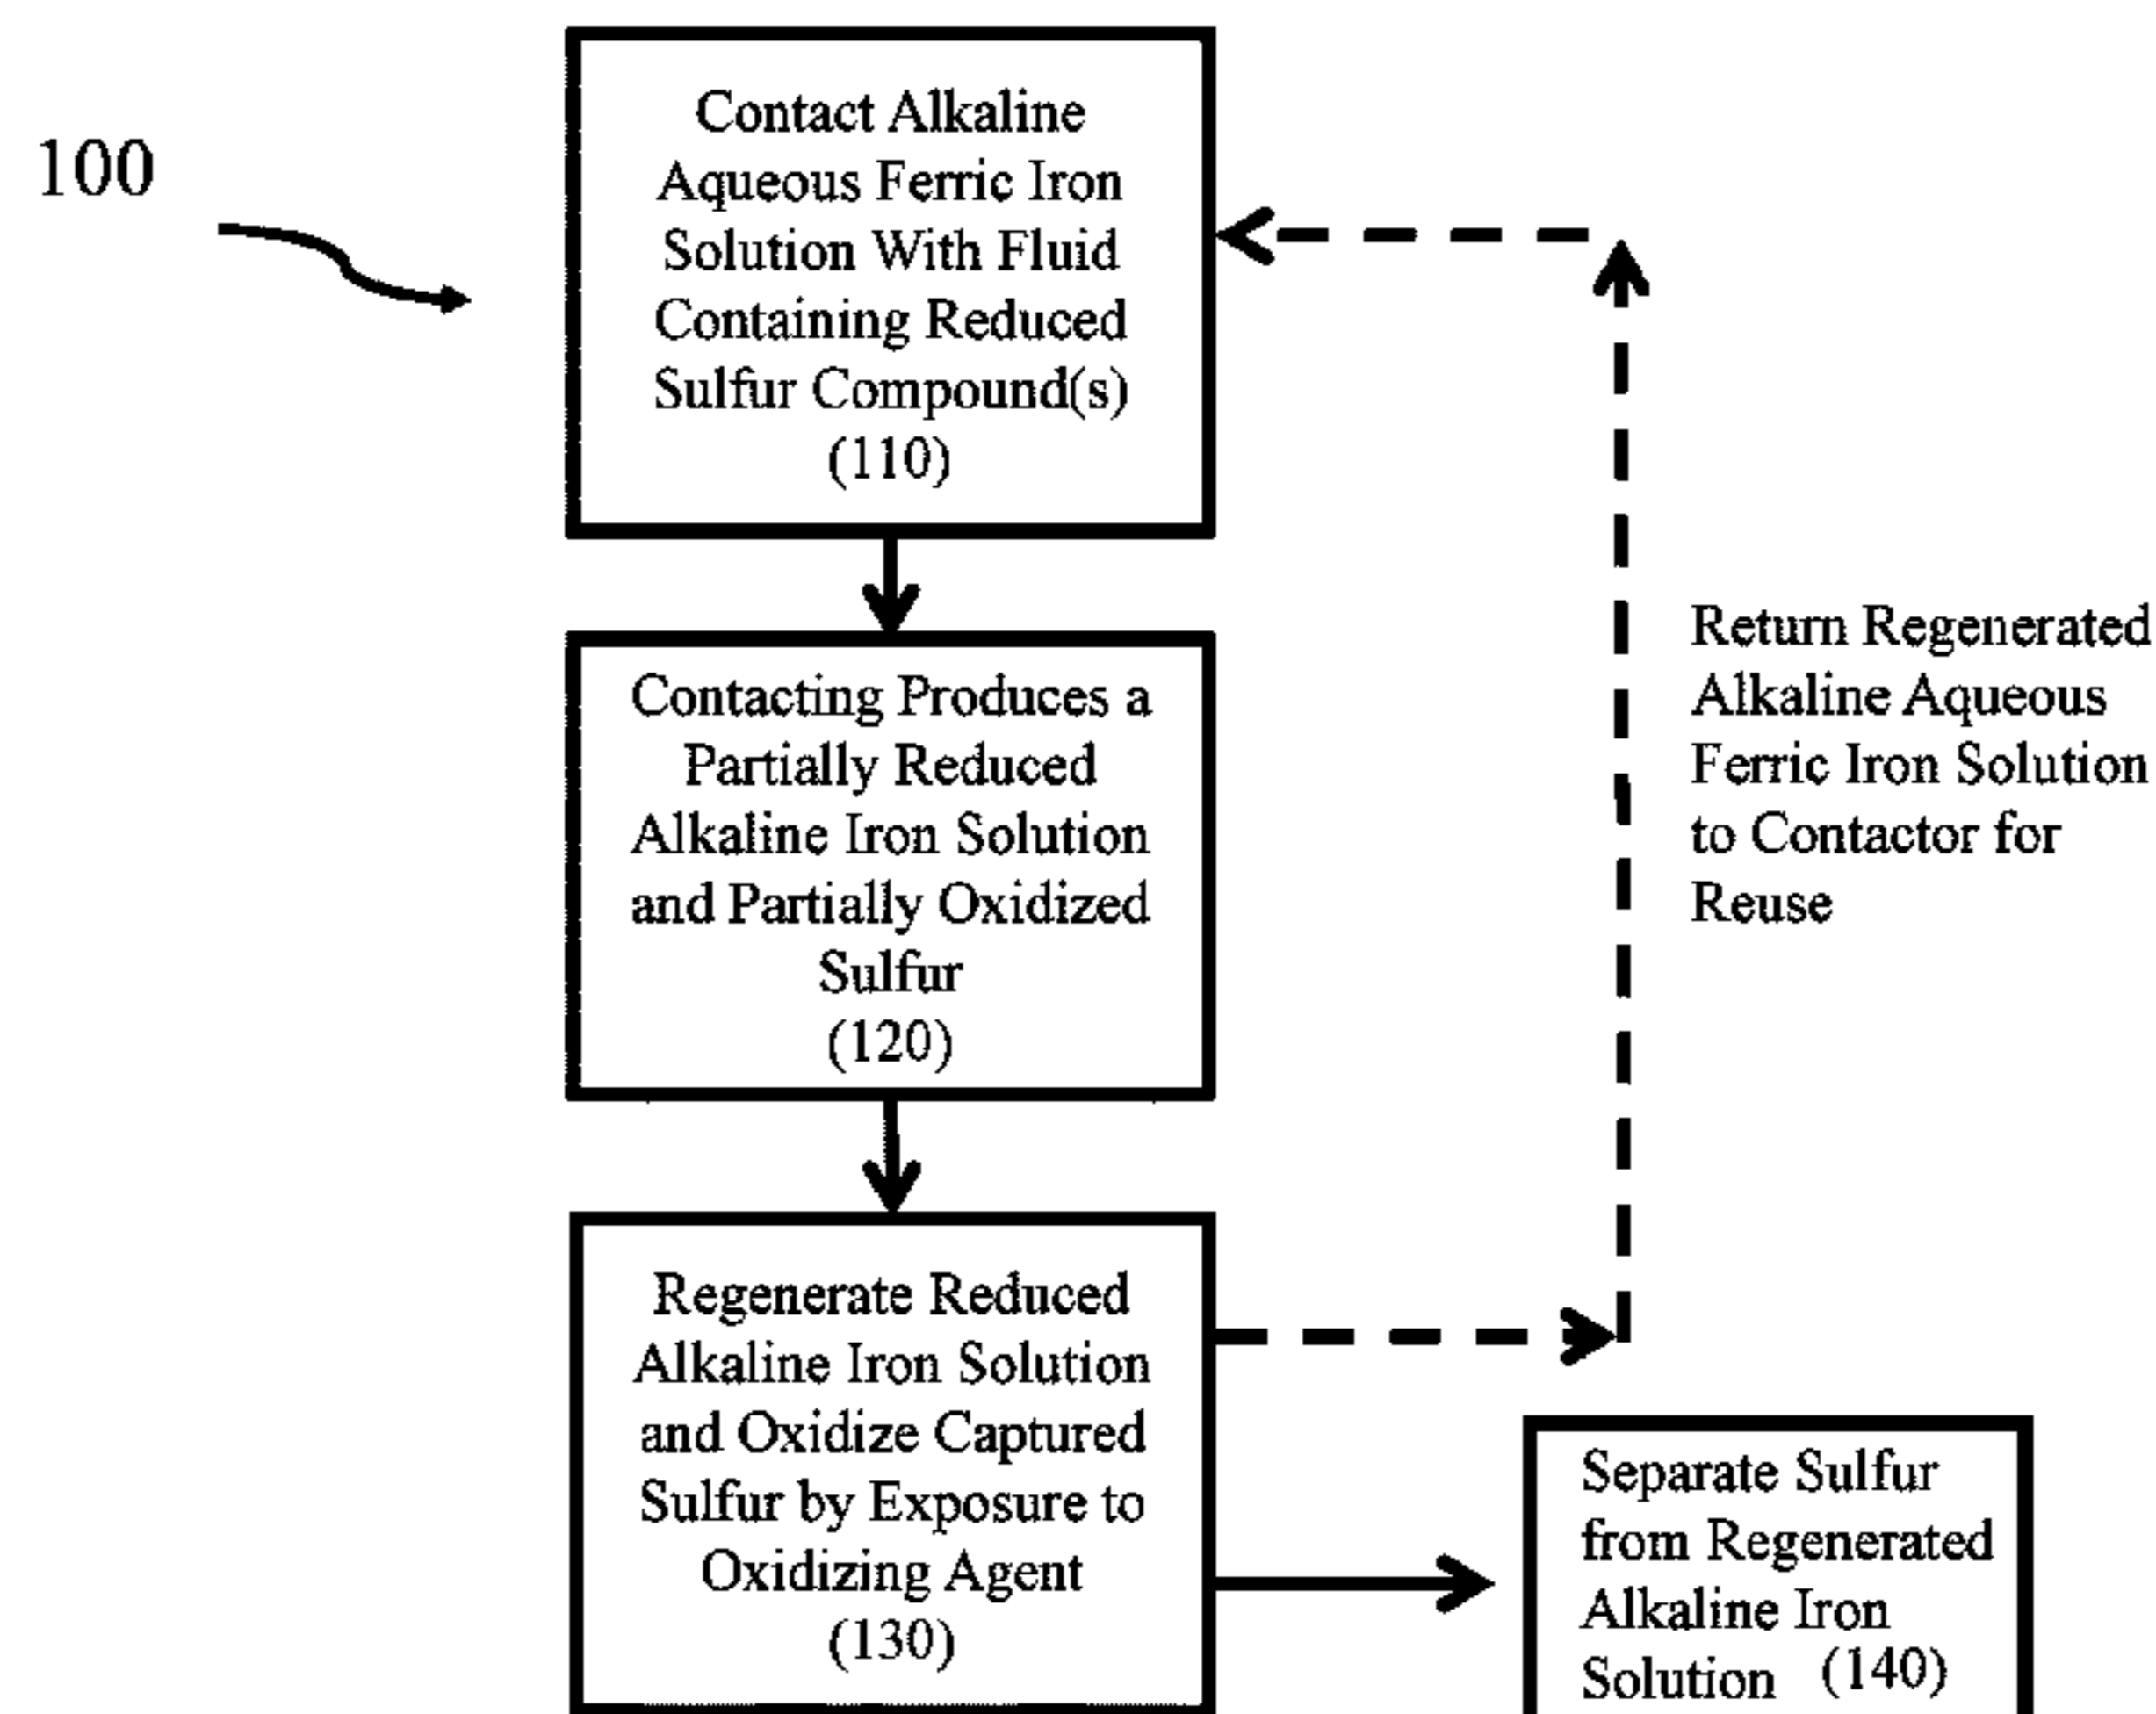 100
Contact Alkaline
Aqueous Ferric Iron
Solution With Fluid
Containing Reduced
Sulfur Compound(s)
(110)
Contacting Produces a
Partially Reduced
Alkaline Iron Solution
and Partially Oxidized
Sulfur
(120)
Return Regenerated
Alkaline Aqueous
Ferric Iron Solution
to Contactor for
Reuse
Regenerate Reduced
Alkaline Iron Solution
and Oxidize Captured
Sulfur by Exposure to
Oxidizing Agent
(130)
Separate Sulfur
from Regenerated
Alkaline Iron
Solution (140)